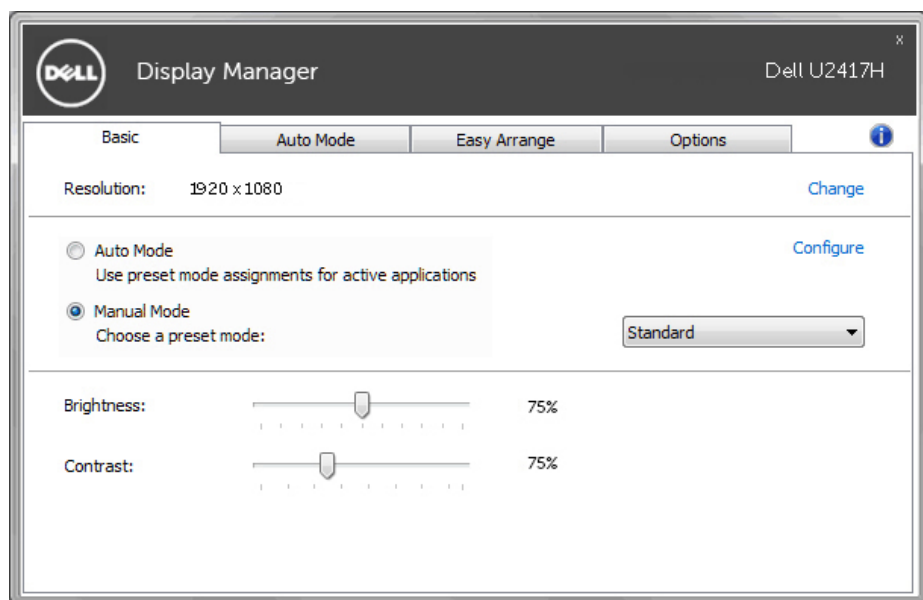 x
DELL Display Manager Dell U2417H
Basic Auto Mode Easy Arrange Options i
Resolution: 1920 x 1080 Change
Auto Mode Configure
Use preset mode assignments for active applications
Manual Mode
Choose a preset mode: Standard
Brightness: 75%
Contrast: 75%